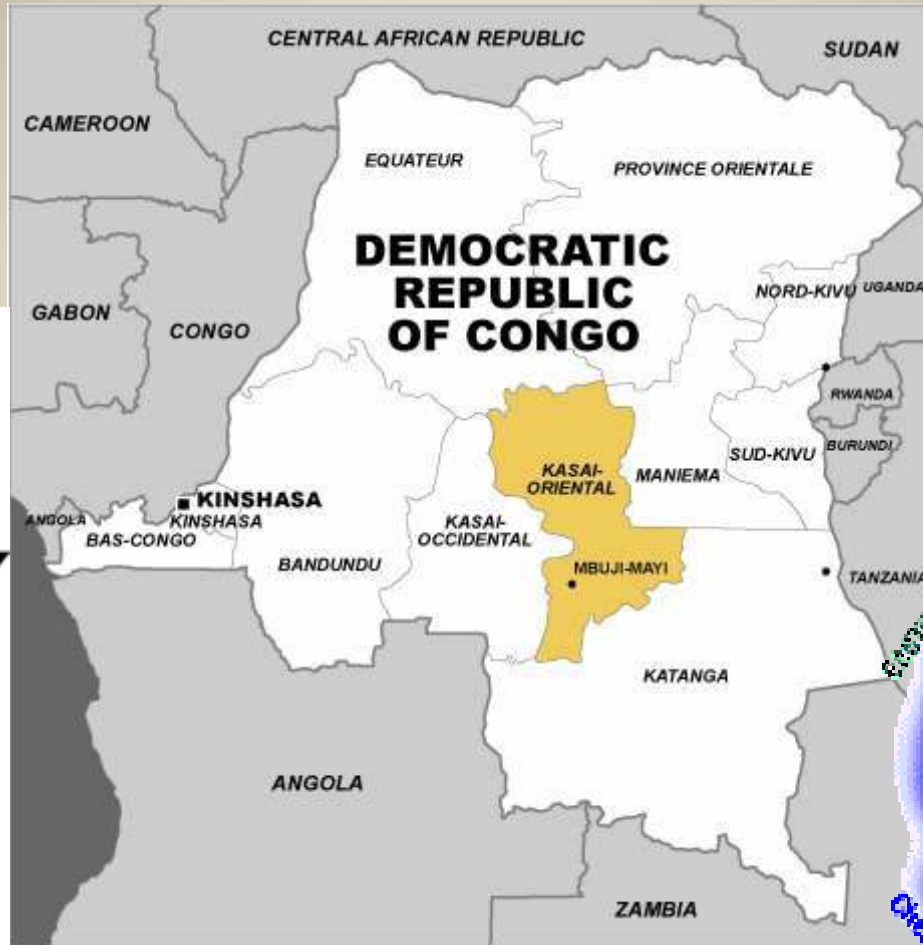 CENTRAL AFRICAN REPUBLIC
SUDAN
CAMEROON
EQUATEUR
PROVINCE ORIENTALE
DEMOCRATIC
REPUBLIC
OF CONGO
NORD-KIVU
UGANDA
GABON
CONGO
RWANDA
BURUNDI
SUD-KIVU
MANIEMA
KASAI-
ORIENTAL
KINSHASA
KINSHASA
ANGOLA
BAS-CONGO
KASAI-
OCCIDENTAL
BANDUNDU
MBUJI-MAYI
TANZANIA
KATANGA
ANGOLA
ZAMBIA